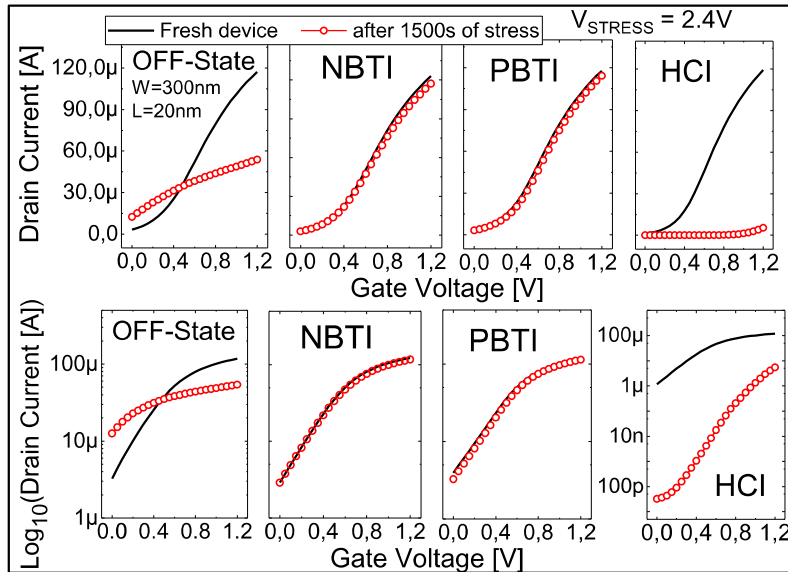 Fresh device
after 1500s of stress
V_STRESS = 2.4V
OFF-State
W=300nm
L=20nm
NBTI
PBTI
HCI
Drain Current [A]
120,0µ
90,0µ
60,0µ
30,0µ
0,0
0,0 0,4 0,8 1,2
0,0 0,4 0,8 1,2
0,0 0,4 0,8 1,2
0,0 0,4 0,8 1,2
Gate Voltage [V]
OFF-State
NBTI
PBTI
HCI
Log10(Drain Current [A])
100µ
10µ
1µ
100µ
1µ
10n
100p
0,0 0,4 0,8 1,2
0,0 0,4 0,8 1,2
0,0 0,4 0,8 1,2
0,0 0,4 0,8 1,2
Gate Voltage [V]